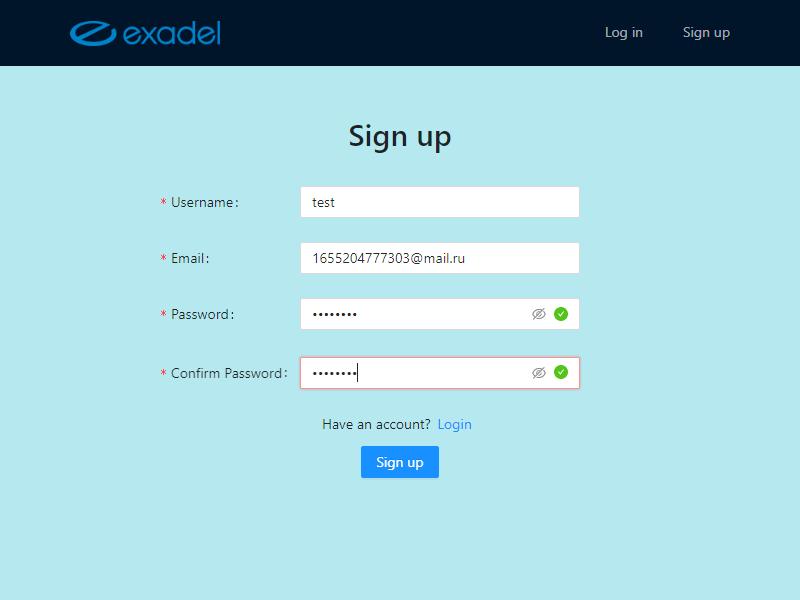 exadel
Log in
Sign up
Sign up
* Username:
test
* Email:
1655204777303@mail.ru
* Password:
••••••••
* Confirm Password:
••••••••
Have an account? Login
Sign up